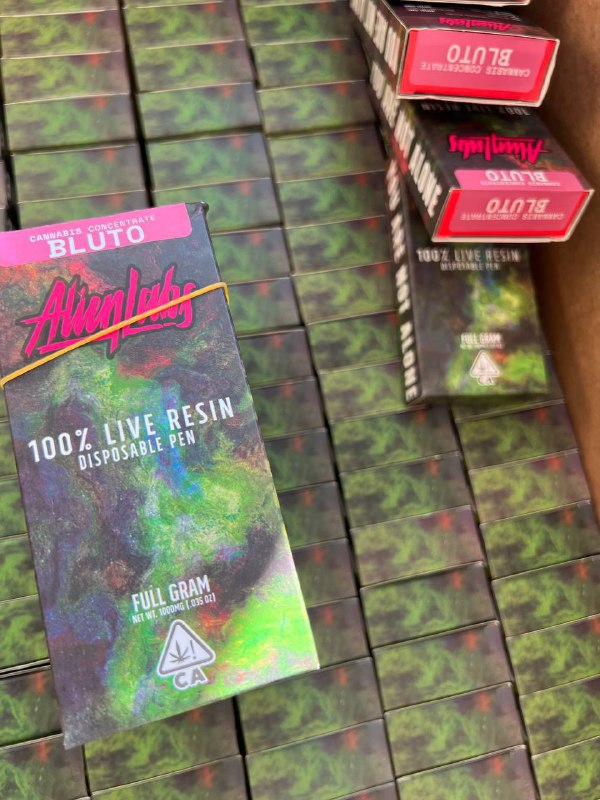 CANNABIS CONCENTRATE
BLUTO
AlienLabs
100% LIVE RESIN
DISPOSABLE PEN
FULL GRAM
NET WT. 1000MG (.035 OZ)
CA
CANNABIS CONCENTRATE
BLUTO
AlienLabs
BLUTO
CANNABIS CONCENTRATE
BLUTO
100% LIVE RESIN
DISPOSABLE PEN
FULL GRAM